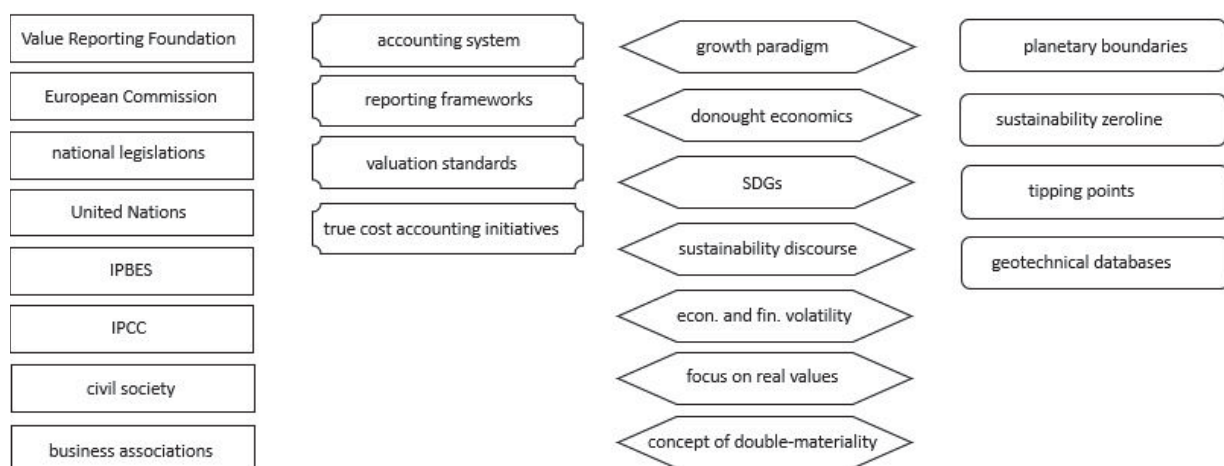 Value Reporting Foundation
European Commission
national legislations
United Nations
IPBES
IPCC
civil society
business associations
accounting system
reporting frameworks
valuation standards
true cost accounting initiatives
growth paradigm
donought economics
SDGs
sustainability discourse
econ. and fin. volatility
focus on real values
concept of double-materiality
planetary boundaries
sustainability zeroline
tipping points
geotechnical databases